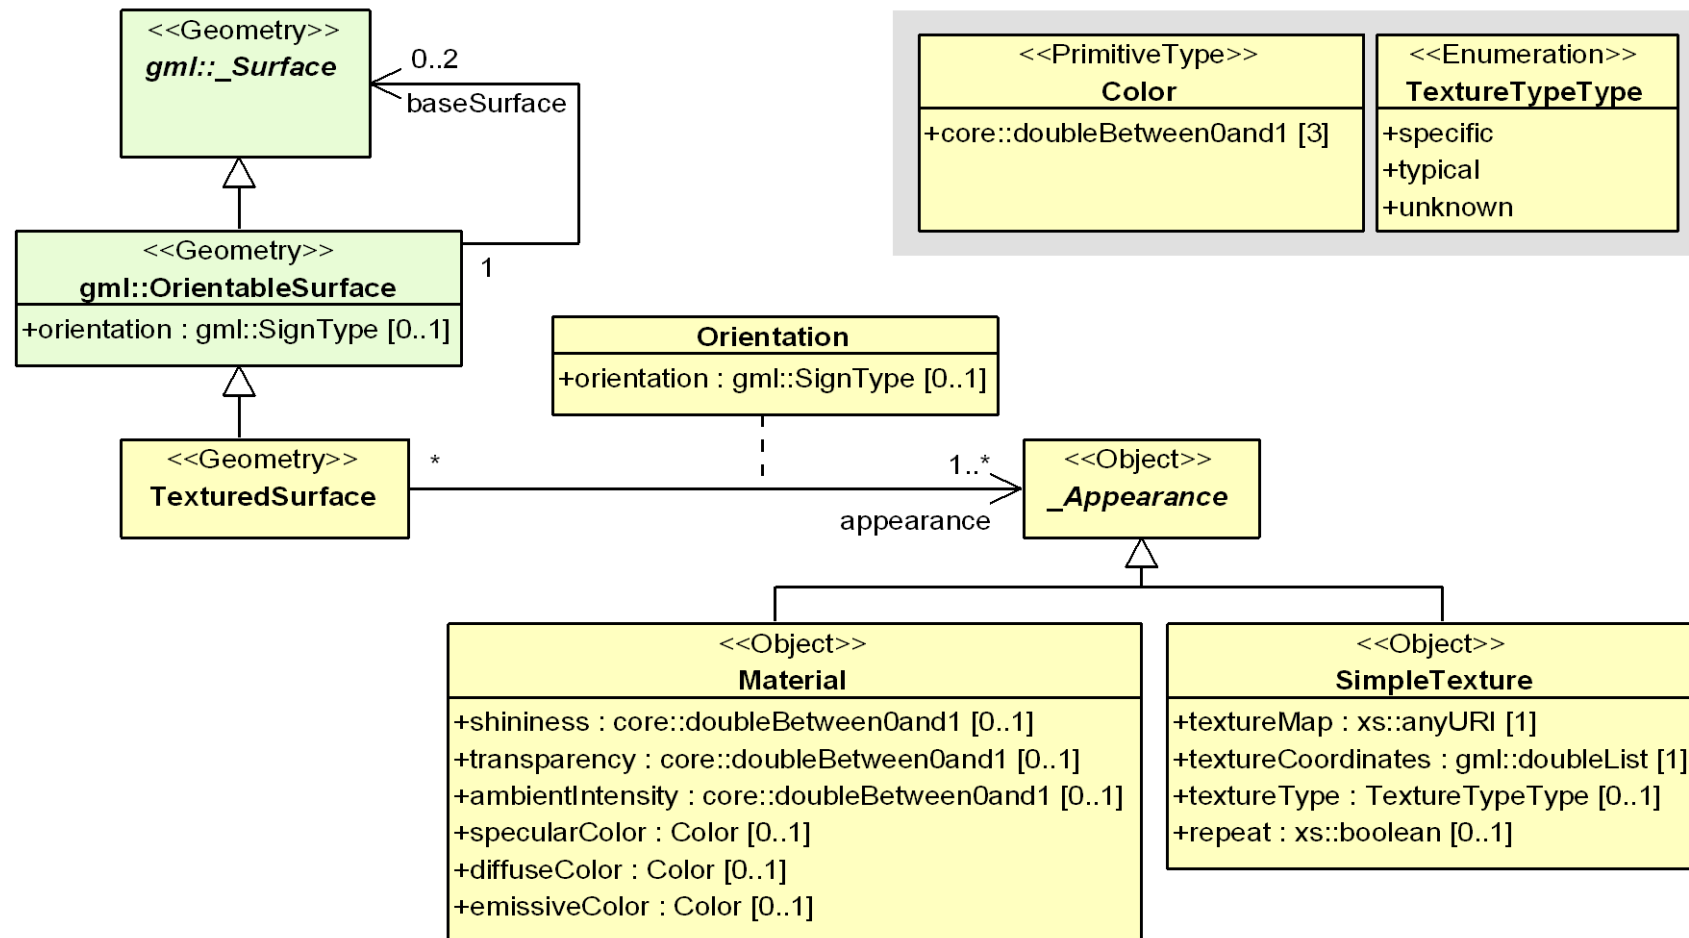 <<Geometry>>
gml::_Surface
0..2
baseSurface
<<PrimitiveType>>
Color
+core::doubleBetween0and1 [3]
<<Enumeration>>
TextureTypeType
+specific
+typical
+unknown
<<Geometry>>
gml::OrientableSurface
+orientation : gml::SignType [0..1]
1
Orientation
+orientation : gml::SignType [0..1]
<<Geometry>>
TexturedSurface
*
1..*
appearance
<<Object>>
_Appearance
<<Object>>
Material
+shininess : core::doubleBetween0and1 [0..1]
+transparency : core::doubleBetween0and1 [0..1]
+ambientIntensity : core::doubleBetween0and1 [0..1]
+specularColor : Color [0..1]
+diffuseColor : Color [0..1]
+emissiveColor : Color [0..1]
<<Object>>
SimpleTexture
+textureMap : xs::anyURI [1]
+textureCoordinates : gml::doubleList [1]
+textureType : TextureTypeType [0..1]
+repeat : xs::boolean [0..1]